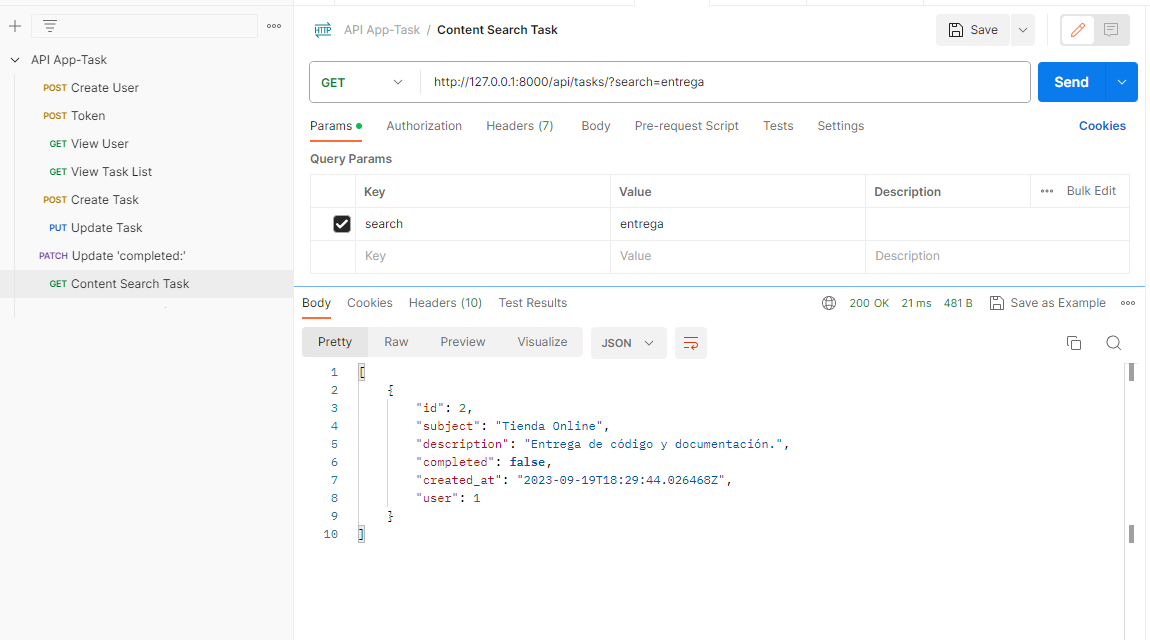 API App-Task / Content Search Task
Save
API App-Task
POST Create User
POST Token
GET View User
GET View Task List
POST Create Task
PUT Update Task
PATCH Update 'completed:'
GET Content Search Task
GET
http://127.0.0.1:8000/api/tasks/?search=entrega
Send
Params Authorization Headers (7) Body Pre-request Script Tests Settings Cookies
Query Params
Key Value Description Bulk Edit
search entrega
Key Value Description
Body Cookies Headers (10) Test Results 200 OK 21 ms 481 B Save as Example
Pretty Raw Preview Visualize JSON
1 [
2 {
3 "id": 2,
4 "subject": "Tienda Online",
5 "description": "Entrega de código y documentación.",
6 "completed": false,
7 "created_at": "2023-09-19T18:29:44.026468Z",
8 "user": 1
9 }
10 ]